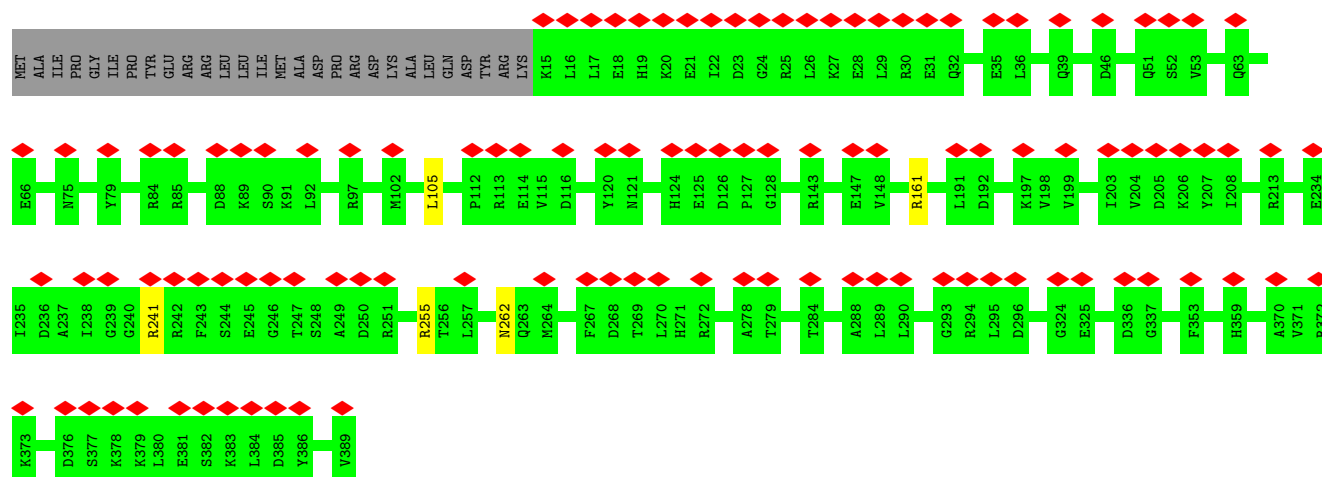 MET ALA ILE PRO GLY ILE PRO TYR GLU ARG ARG LEU LEU ILE MET ALA ASP PRO ARG ASP LYS ALA LEU GLN ASP TYR ARG LYS K15 L16 L17 E18 H19 K20 E21 I22 D23 G24 R25 L26 K27 E28 L29 R30 E31 Q32 E35 L36 Q39 D46 Q51 S52 V53 Q63
E66 N75 Y79 R84 R85 D88 K89 S90 K91 L92 R97 M102 L105 P112 R113 E114 V115 D116 Y120 N121 H124 E125 D126 P127 G128 R143 E147 V148 R161 L191 D192 K197 V198 V199 I203 V204 D205 K206 Y207 I208 R213 E234
I235 D236 A237 I238 G239 G240 R241 R242 F243 S244 E245 G246 T247 S248 A249 D250 R251 R255 T256 L257 N262 Q263 M264 F267 D268 T269 L270 H271 R272 A278 T279 T284 A288 L289 L290 G293 R294 L295 D296 G324 E325 D336 G337 F353 H359 A370 V371
K373 D376 S377 K378 K379 L380 E381 S382 K383 L384 D385 Y386 V389